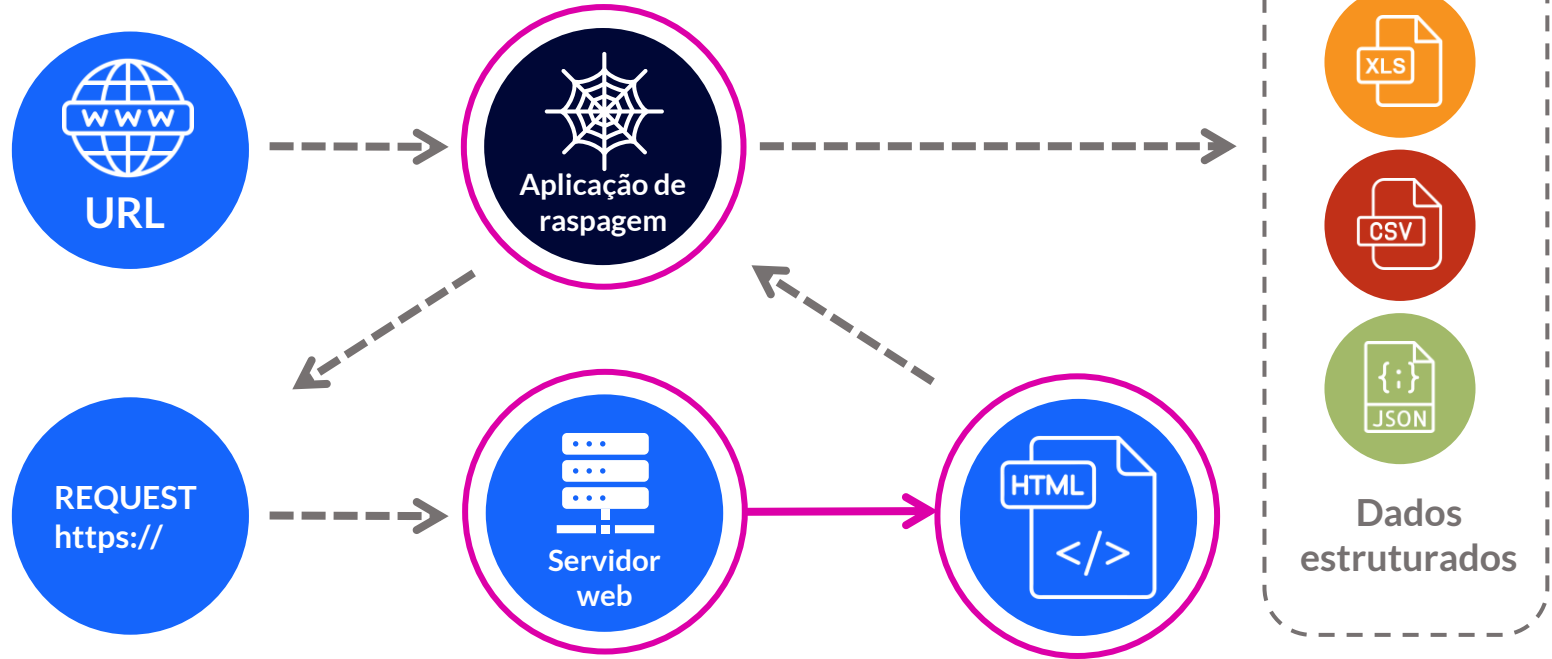 WWW
URL
Aplicação de
raspagem
XLS
CSV
{;}
JSON
Dados
estruturados
REQUEST
https://
Servidor
web
HTML
</>